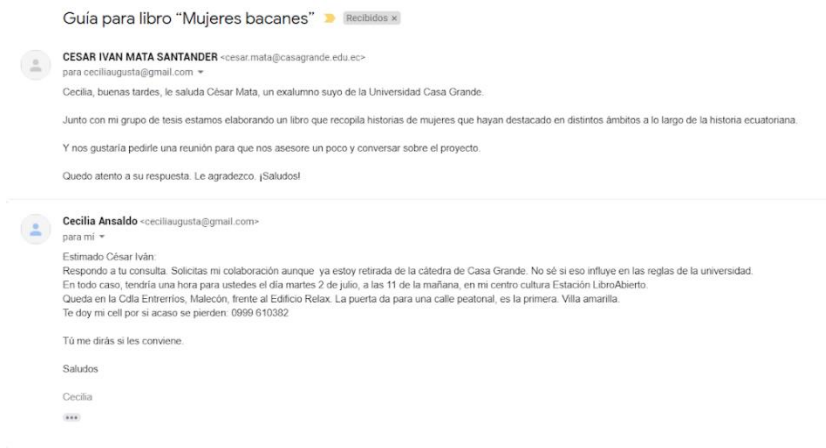 Guía para libro “Mujeres bacanes” Recibidos ×
CESAR IVAN MATA SANTANDER <cesar.mata@casagrande.edu.ec>
para ceciliaugusta@gmail.com
Cecilia, buenas tardes, le saluda César Mata, un exalumno suyo de la Universidad Casa Grande.
Junto con mi grupo de tesis estamos elaborando un libro que recopila historias de mujeres que hayan destacado en distintos ámbitos a lo largo de la historia ecuatoriana.
Y nos gustaría pedirle una reunión para que nos asesore un poco y conversar sobre el proyecto.
Quedo atento a su respuesta. Le agradezco. ¡Saludos!
Cecilia Ansaldo <ceciliaugusta@gmail.com>
para mí
Estimado César Iván:
Respondo a tu consulta. Solicitas mi colaboración aunque ya estoy retirada de la cátedra de Casa Grande. No sé si eso influye en las reglas de la universidad.
En todo caso, tendría una hora para ustedes el día martes 2 de julio, a las 11 de la mañana, en mi centro cultura Estación LibroAbierto.
Queda en la Cdla Entrerríos, Malecón, frente al Edificio Relax. La puerta da para una calle peatonal, es la primera. Villa amarilla.
Te doy mi cell por si acaso se pierden: 0999 610382
Tú me dirás si les conviene.
Saludos
Cecilia